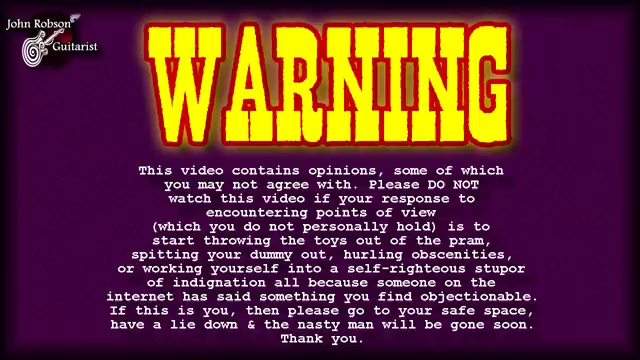 John Robson
Guitarist
WARNING
This video contains opinions, some of which
you may not agree with. Please DO NOT
watch this video if your response to
encountering points of view
(which you do not personally hold) is to
start throwing the toys out of the pram,
spitting your dummy out, hurling obscenities,
or working yourself into a self-righteous stupor
of indignation all because someone on the
internet has said something you find objectionable.
If this is you, then please go to your safe space,
have a lie down & the nasty man will be gone soon.
Thank you.